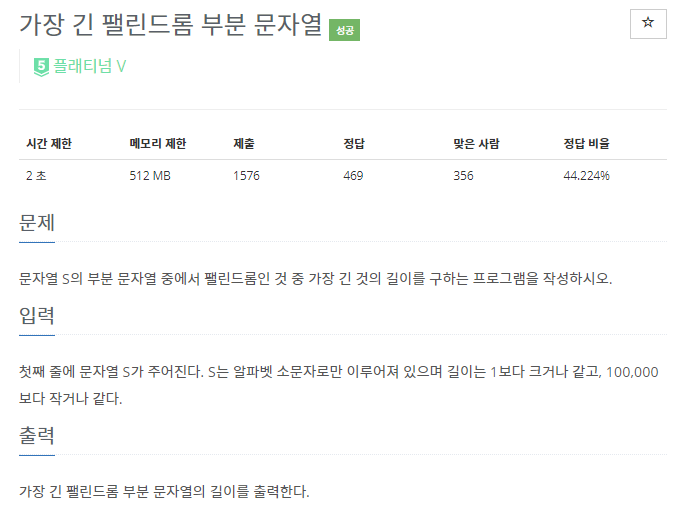 가장 긴 팰린드롬 부분 문자열 성공
☆
5 플래티넘 V
시간 제한 메모리 제한 제출 정답 맞은 사람 정답 비율
2 초 512 MB 1576 469 356 44.224%
문제
문자열 S의 부분 문자열 중에서 팰린드롬인 것 중 가장 긴 것의 길이를 구하는 프로그램을 작성하시오.
입력
첫째 줄에 문자열 S가 주어진다. S는 알파벳 소문자로만 이루어져 있으며 길이는 1보다 크거나 같고, 100,000
보다 작거나 같다.
출력
가장 긴 팰린드롬 부분 문자열의 길이를 출력한다.